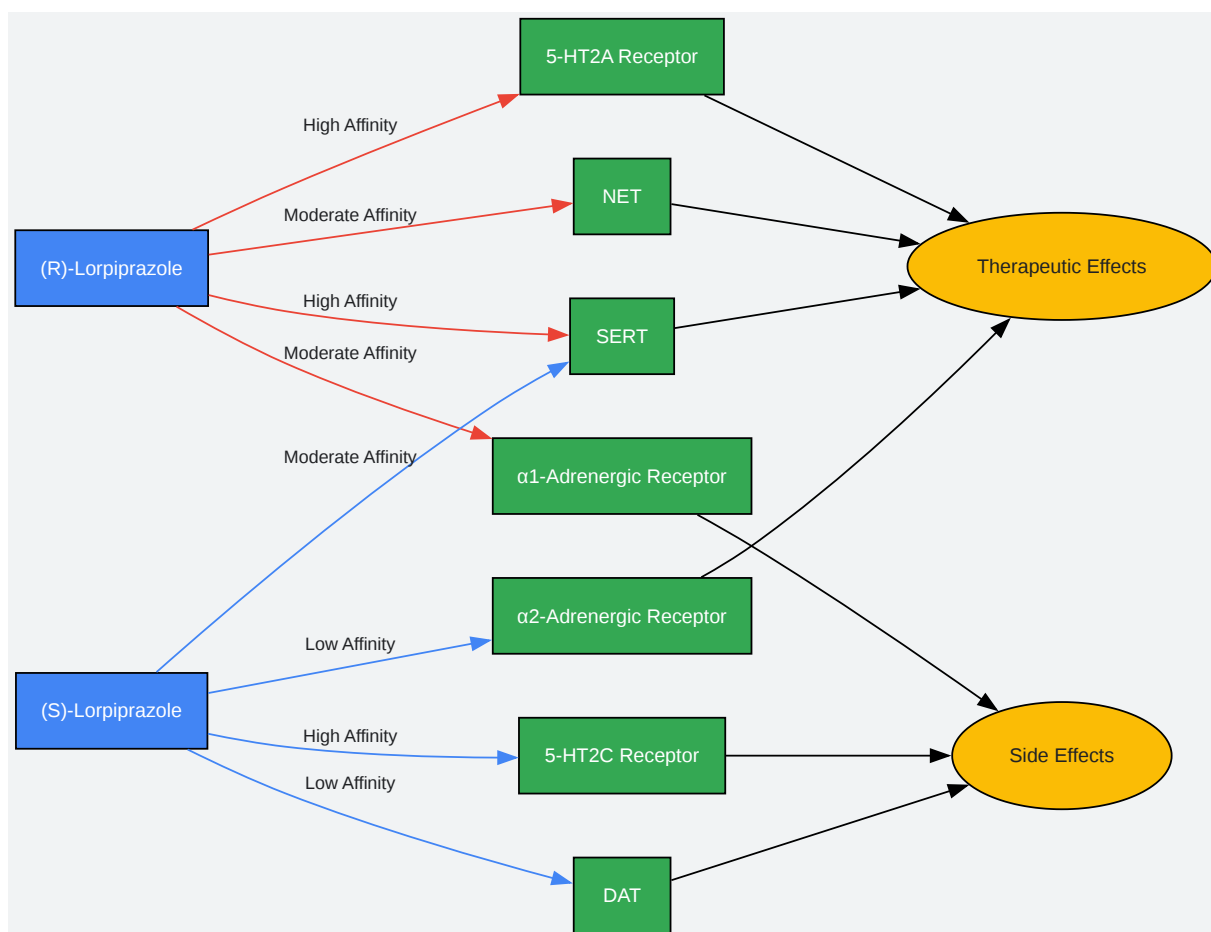 5-HT2A Receptor
High Affinity
NET
Moderate Affinity
(R)-Lorpiprazole
Therapeutic Effects
High Affinity
SERT
Moderate Affinity
Moderate Affinity
α1-Adrenergic Receptor
α2-Adrenergic Receptor
Low Affinity
(S)-Lorpiprazole
High Affinity
5-HT2C Receptor
Side Effects
Low Affinity
DAT